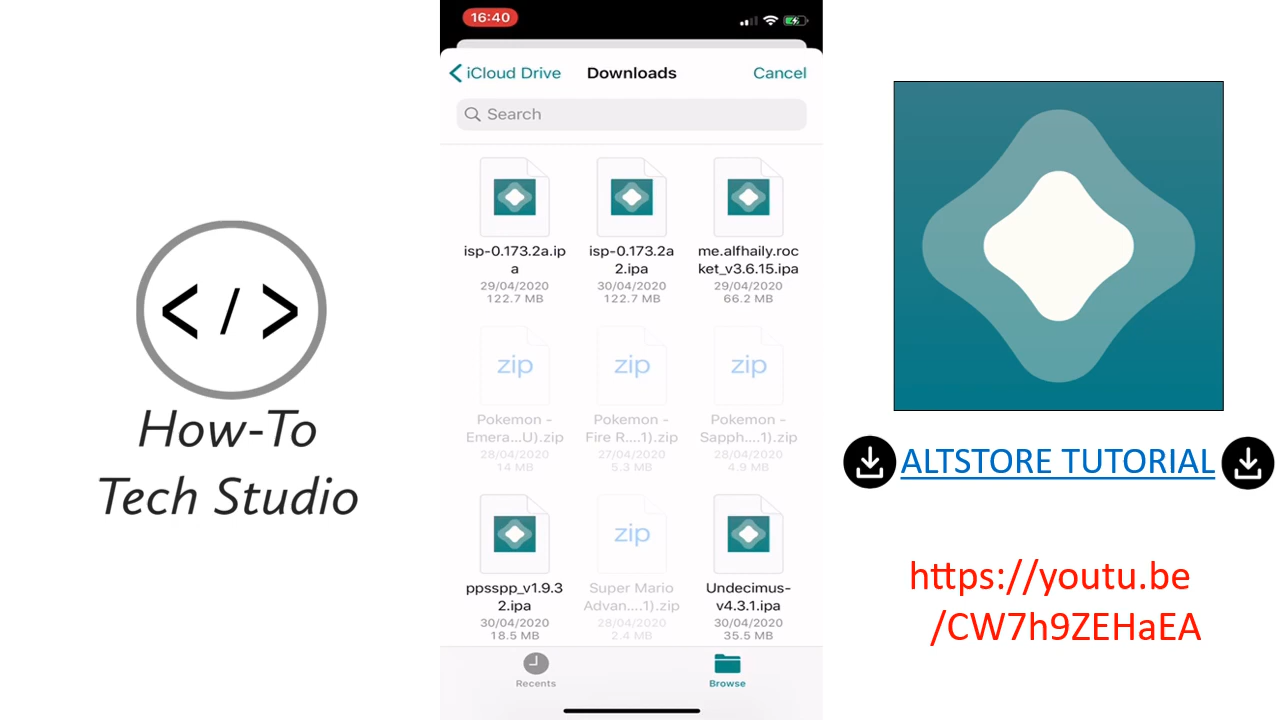 16:40
iCloud Drive
Downloads
Cancel
Search
isp-0.173.2a.ip
a
29/04/2020
122.7 MB
isp-0.173.2a
2.ipa
30/04/2020
122.7 MB
me.alfhaily.roc
ket_v3.6.15.ipa
29/04/2020
66.2 MB
zip
Pokemon -
Emera...U).zip
28/04/2020
14 MB
zip
Pokemon -
Fire R....1).zip
27/04/2020
5.3 MB
zip
Pokemon -
Sapph....1).zip
28/04/2020
4.9 MB
ppsspp_v1.9.3
2.ipa
30/04/2020
18.5 MB
zip
Super Mario
Advan....1).zip
28/04/2020
2.4 MB
Undecimus-
v4.3.1.ipa
30/04/2020
35.5 MB
Recents
Browse
< / >
How-To
Tech Studio
ALTSTORE TUTORIAL
https://youtu.be
/CW7h9ZEHaEA